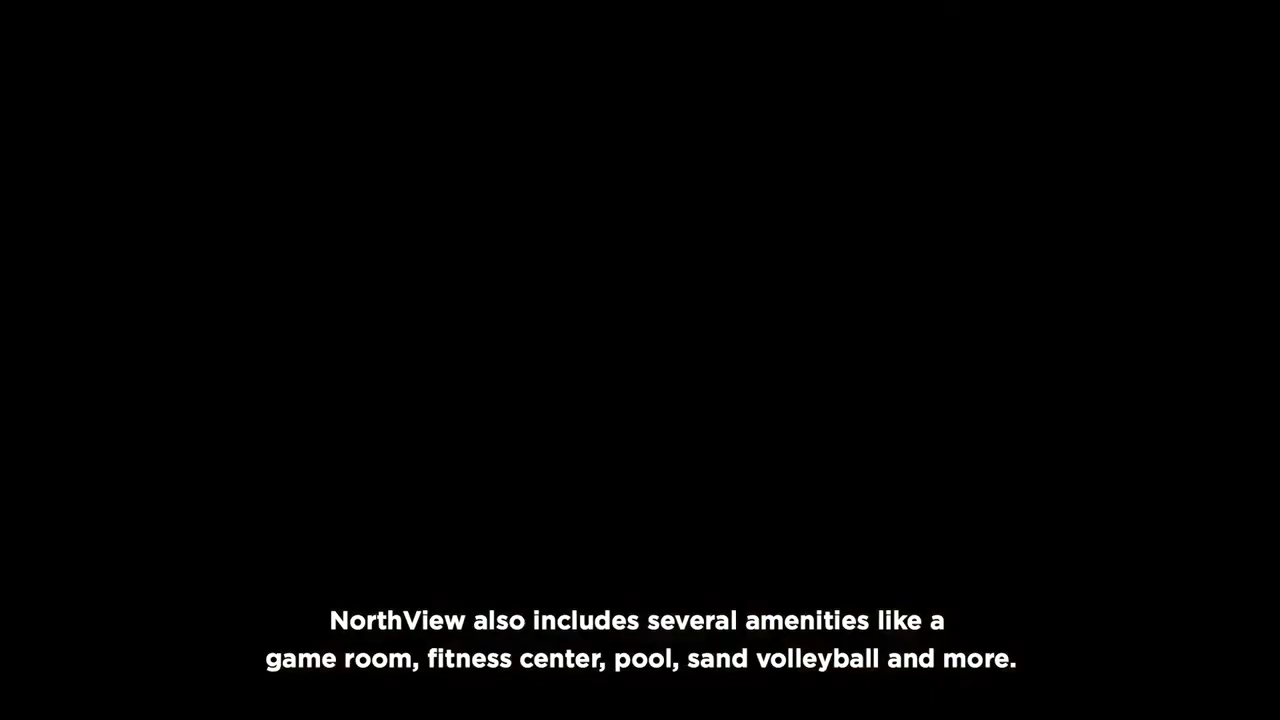 NorthView also includes several amenities like a
game room, fitness center, pool, sand volleyball and more.